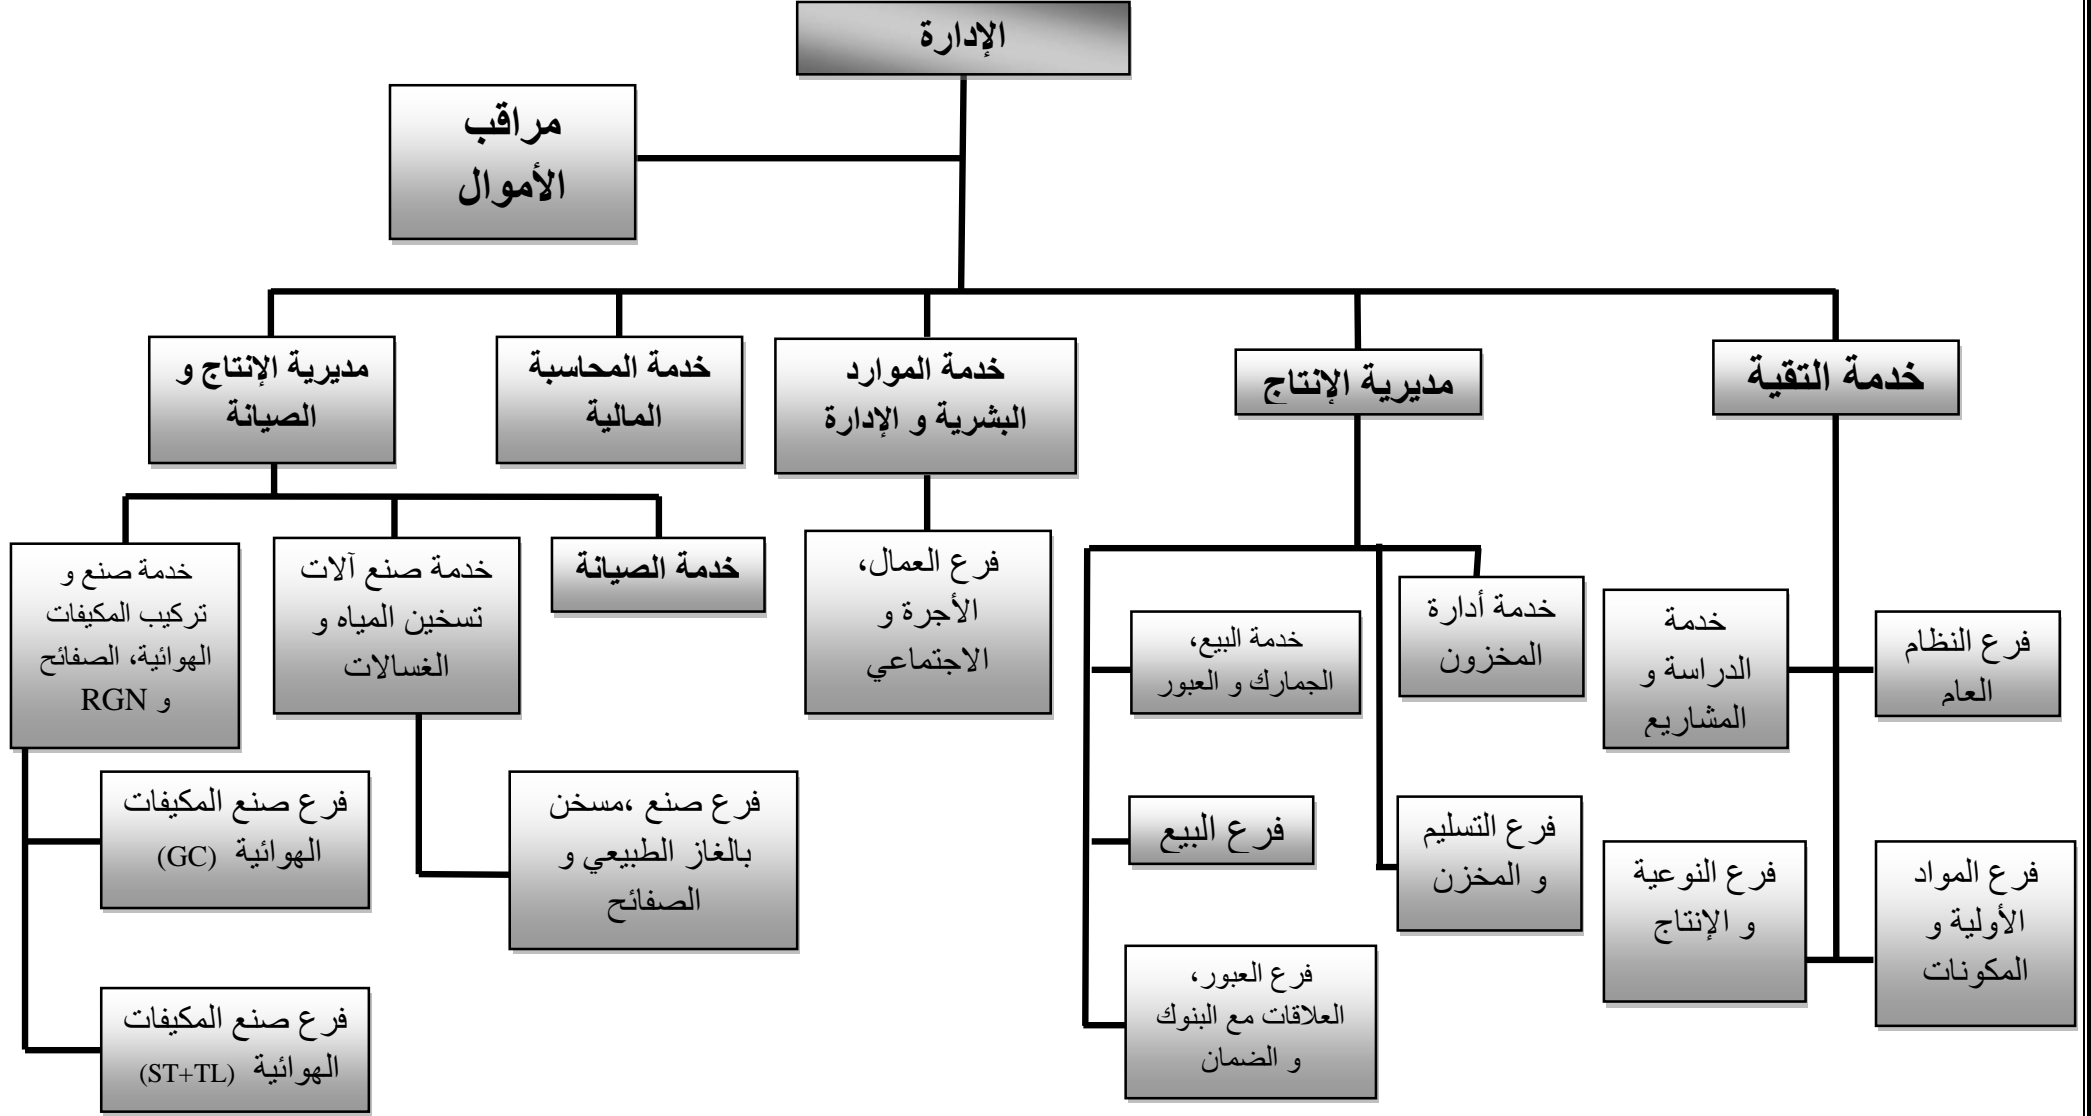 الإدارة
مراقب
الأموال
خدمة التقية
مديرية الإنتاج
خدمة الموارد
البشرية و الإدارة
خدمة المحاسبة
المالية
مديرية الإنتاج و
الصيانة
فرع النظام
العام
خدمة
الدراسة و
المشاريع
فرع المواد
الأولية و
المكونات
فرع النوعية
و الإنتاج
خدمة أدارة
المخزون
خدمة البيع،
الجمارك و العبور
فرع التسليم
و المخزن
فرع البيع
فرع العبور،
العلاقات مع البنوك
و الضمان
فرع العمال،
الأجرة و
الاجتماعي
خدمة الصيانة
خدمة صنع آلات
تسخين المياه و
الغسالات
فرع صنع ،مسخن
بالغاز الطبيعي و
الصفائح
خدمة صنع و
تركيب المكيفات
الهوائية، الصفائح
و RGN
فرع صنع المكيفات
الهوائية (GC)
فرع صنع المكيفات
الهوائية (ST+TL)